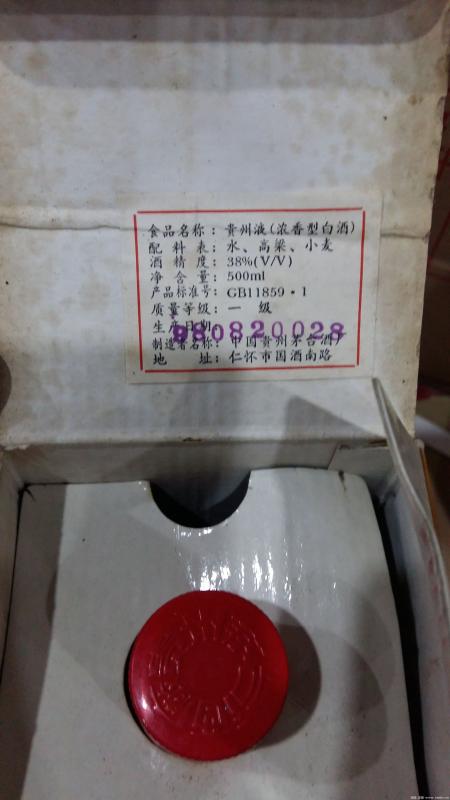 食品名称：贵州液(浓香型白酒)
配料表：水、高粱、小麦
酒精度：38%(V/V)
净含量：500ml
产品标准号：GB11859·1
质量等级：一级
生产日期：
980820028
制造者名称：中国贵州茅台酒厂
地址：仁怀市国酒南路